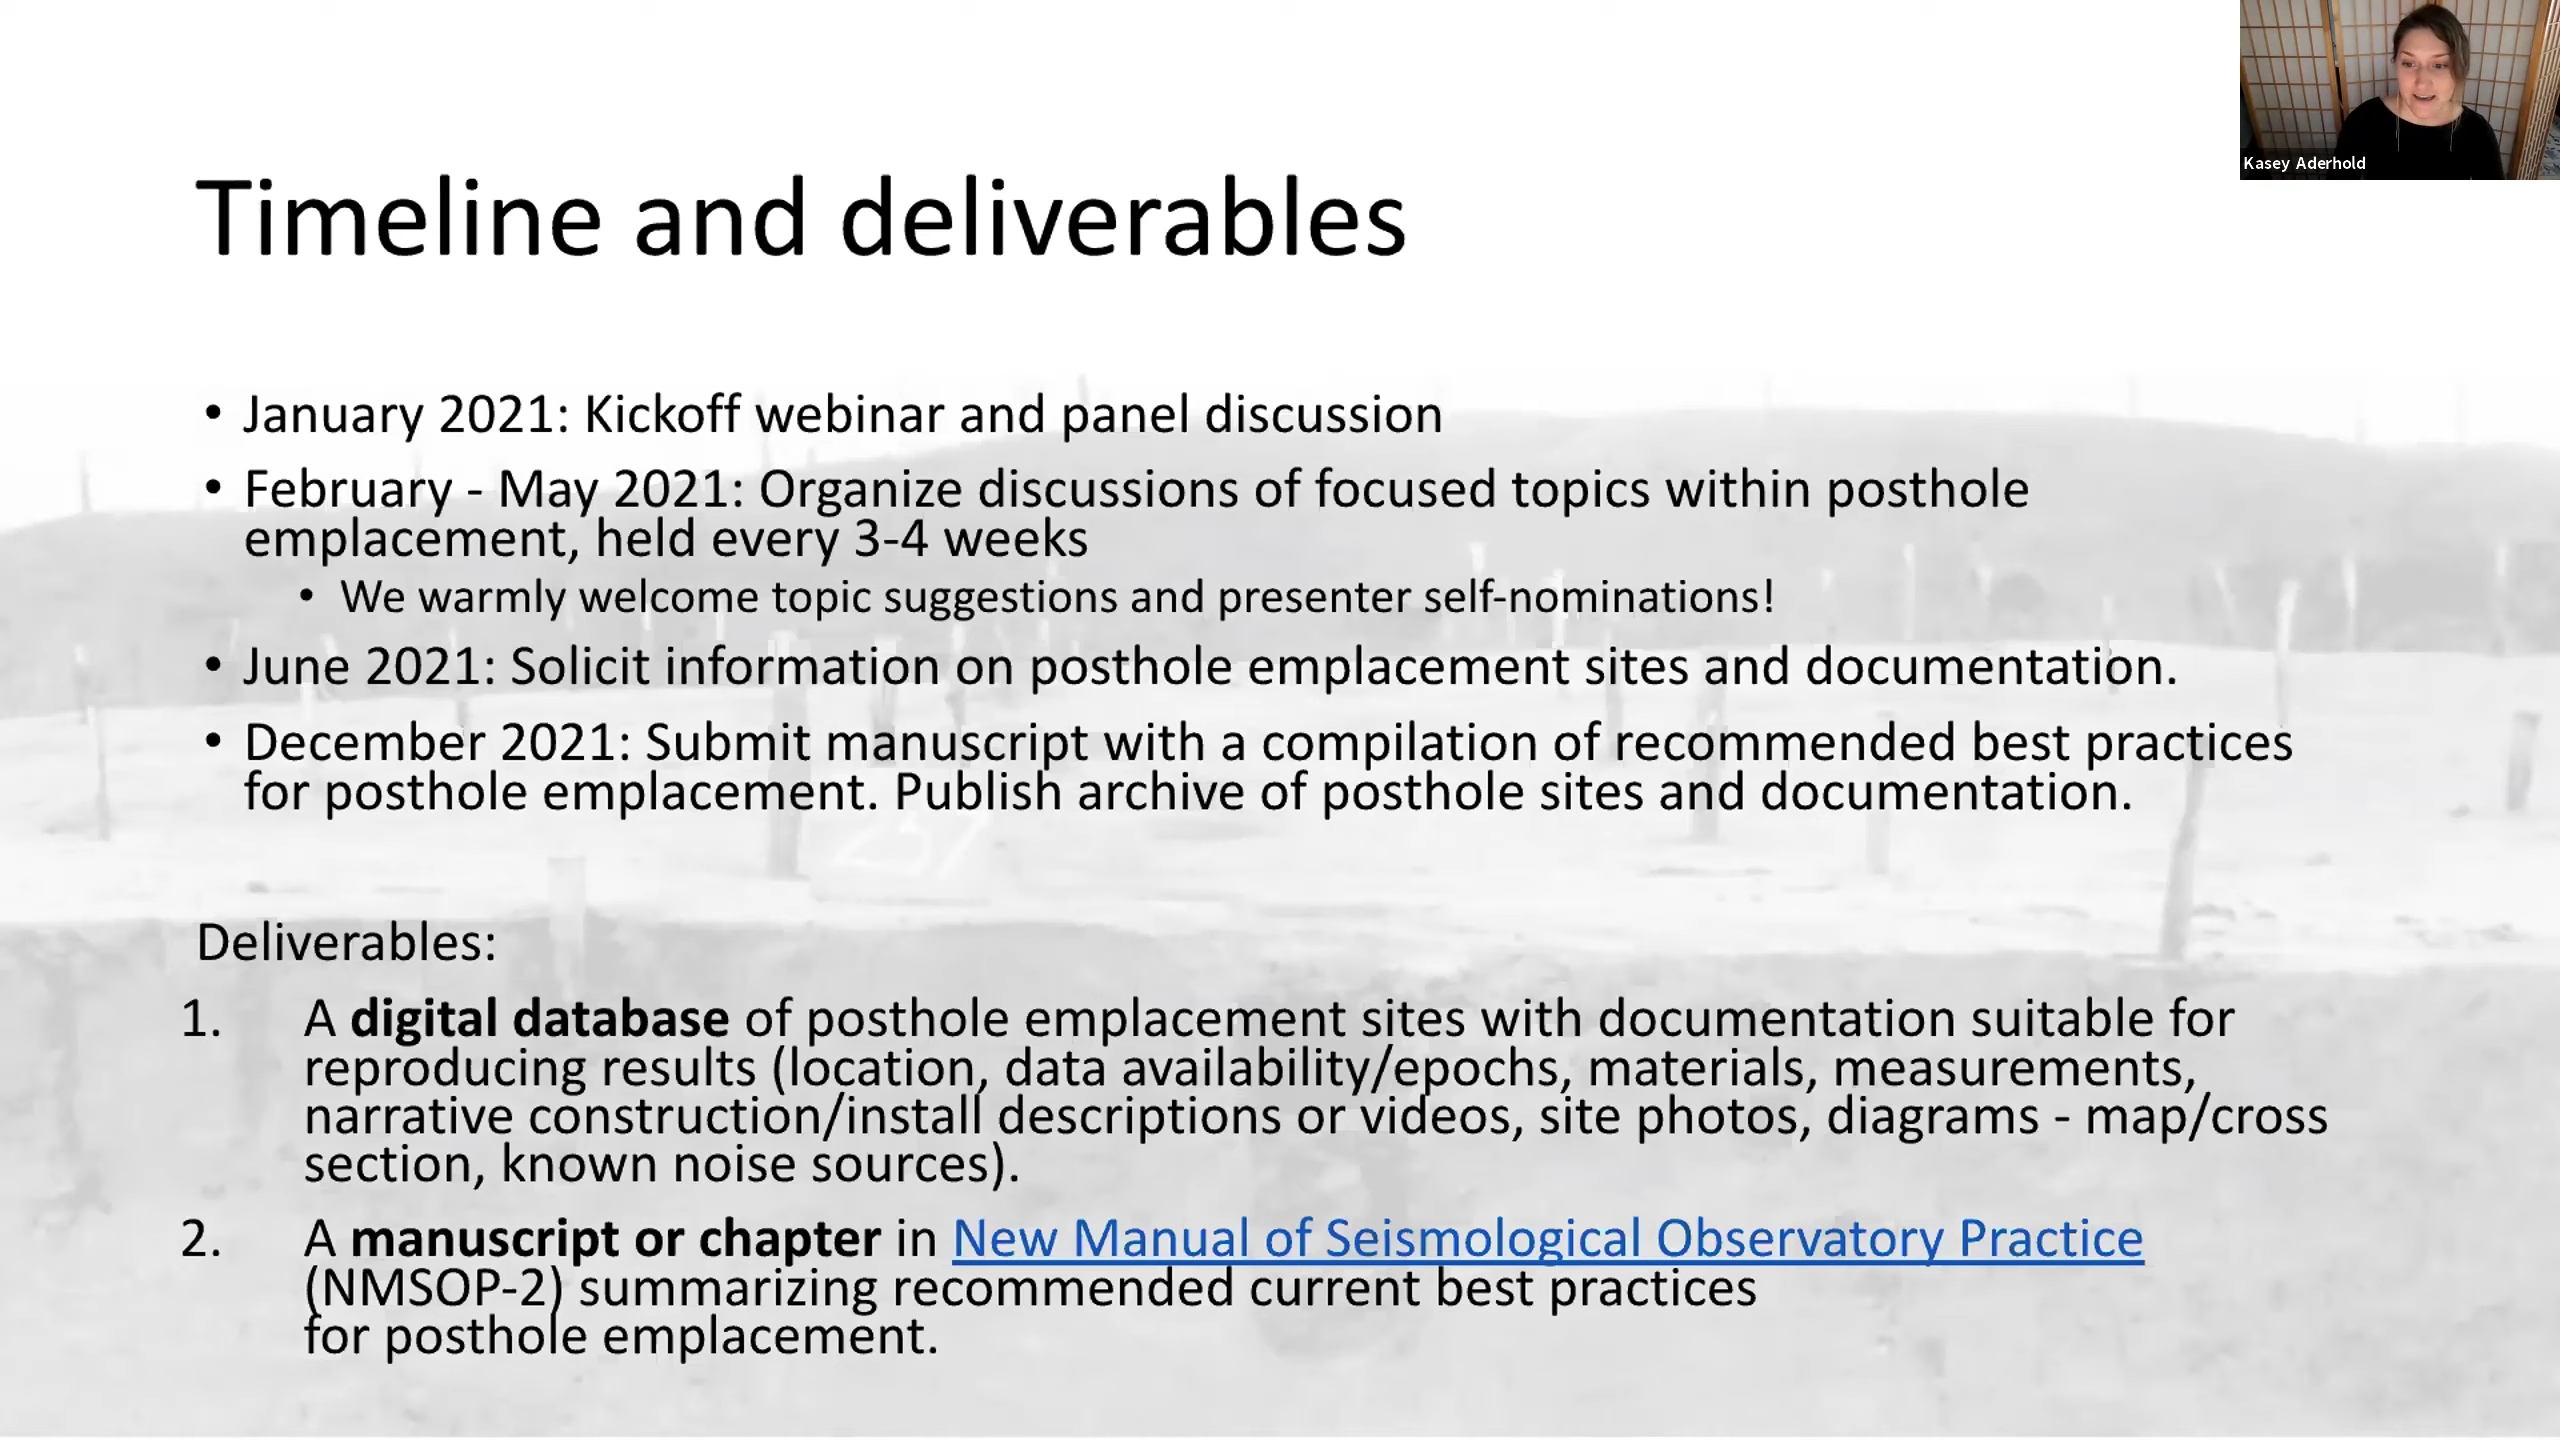 Kasey Aderhold
Timeline and deliverables
• January 2021: Kickoff webinar and panel discussion
• February - May 2021: Organize discussions of focused topics within posthole
emplacement, held every 3-4 weeks
• We warmly welcome topic suggestions and presenter self-nominations!
• June 2021: Solicit information on posthole emplacement sites and documentation.
• December 2021: Submit manuscript with a compilation of recommended best practices
for posthole emplacement. Publish archive of posthole sites and documentation.
Deliverables:
1. A digital database of posthole emplacement sites with documentation suitable for
reproducing results (location, data availability/epochs, materials, measurements,
narrative construction/install descriptions or videos, site photos, diagrams - map/cross
section, known noise sources).
2. A manuscript or chapter in New Manual of Seismological Observatory Practice
(NMSOP-2) summarizing recommended current best practices
for posthole emplacement.